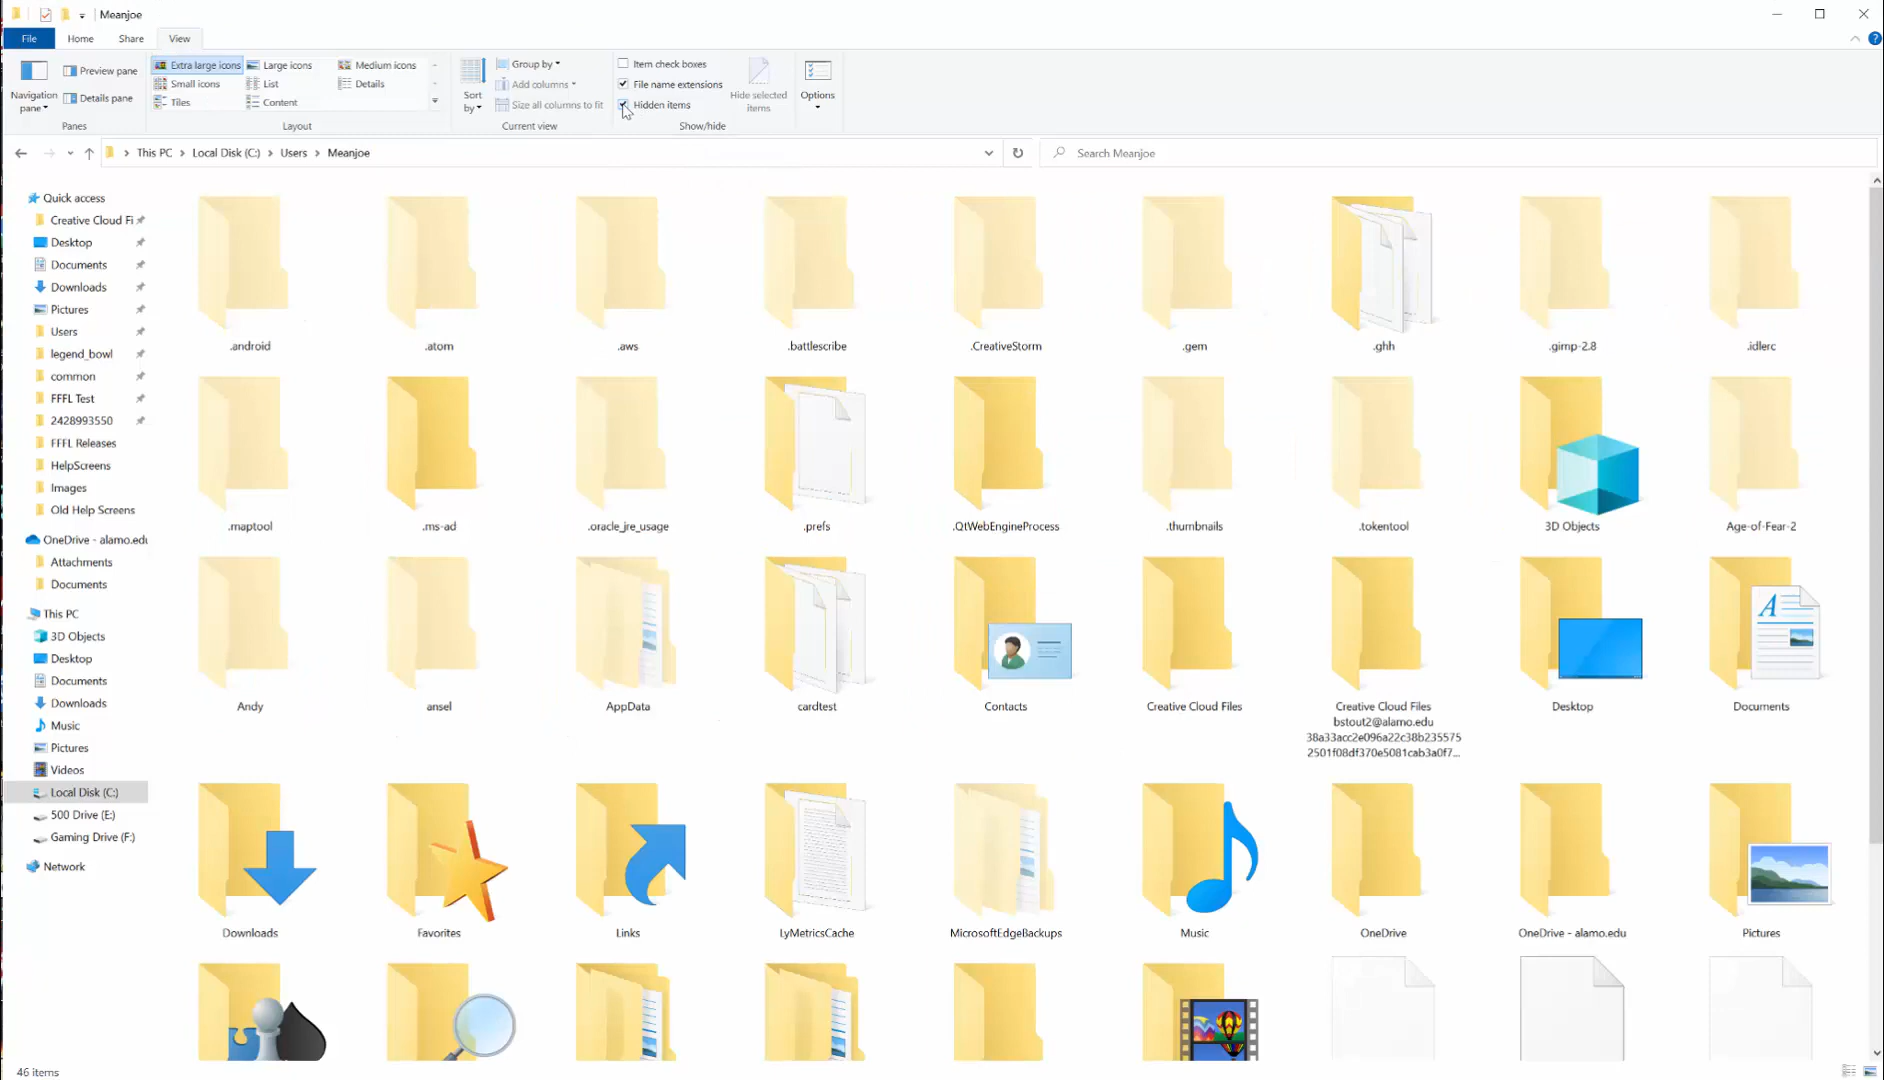 Meanjoe
File Home Share View
Navigation pane
Preview pane
Details pane
Panes
Extra large icons Large icons Medium icons
Small icons List Details
Tiles Content
Layout
Sort by
Group by
Add columns
Size all columns to fit
Current view
Item check boxes
File name extensions
Hidden items
Hide selected items
Show/hide
Options
This PC > Local Disk (C:) > Users > Meanjoe
Search Meanjoe
Quick access
Creative Cloud Fi
Desktop
Documents
Downloads
Pictures
Users
legend_bowl
common
FFFL Test
2428993550
FFFL Releases
HelpScreens
Images
Old Help Screens
OneDrive - alamo.edu
Attachments
Documents
This PC
3D Objects
Desktop
Documents
Downloads
Music
Pictures
Videos
Local Disk (C:)
500 Drive (E:)
Gaming Drive (F:)
Network
.android .atom .aws .battlescribe .CreativeStorm .gem .ghh .gimp-2.8 .idlerc
.maptool .ms-ad .oracle_jre_usage .prefs .QtWebEngineProcess .thumbnails .tokentool 3D Objects Age-of-Fear-2
Andy ansel AppData cardtest Contacts Creative Cloud Files Creative Cloud Files Desktop Documents
bstout2@alamo.edu
38a33acc2e096a22c38b235575
2501f08df370e5081cab3a0f7...
Downloads Favorites Links LyMetricsCache MicrosoftEdgeBackups Music OneDrive OneDrive - alamo.edu Pictures
46 items